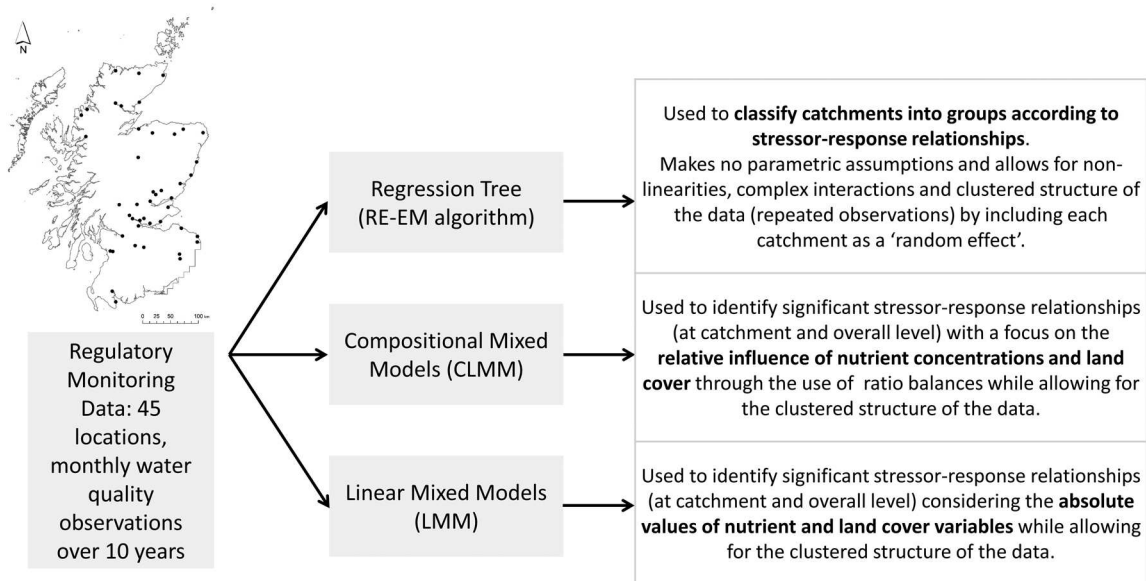 N
0 20 40 60 80 100
km
Regulatory
Monitoring
Data: 45
locations,
monthly water
quality
observations
over 10 years
Regression Tree
(RE-EM algorithm)
Used to classify catchments into groups according to
stressor-response relationships.
Makes no parametric assumptions and allows for non-
linearities, complex interactions and clustered structure of
the data (repeated observations) by including each
catchment as a ‘random effect’.
Compositional Mixed
Models (CLMM)
Used to identify significant stressor-response relationships
(at catchment and overall level) with a focus on the
relative influence of nutrient concentrations and land
cover through the use of ratio balances while allowing for
the clustered structure of the data.
Linear Mixed Models
(LMM)
Used to identify significant stressor-response relationships
(at catchment and overall level) considering the absolute
values of nutrient and land cover variables while allowing
for the clustered structure of the data.